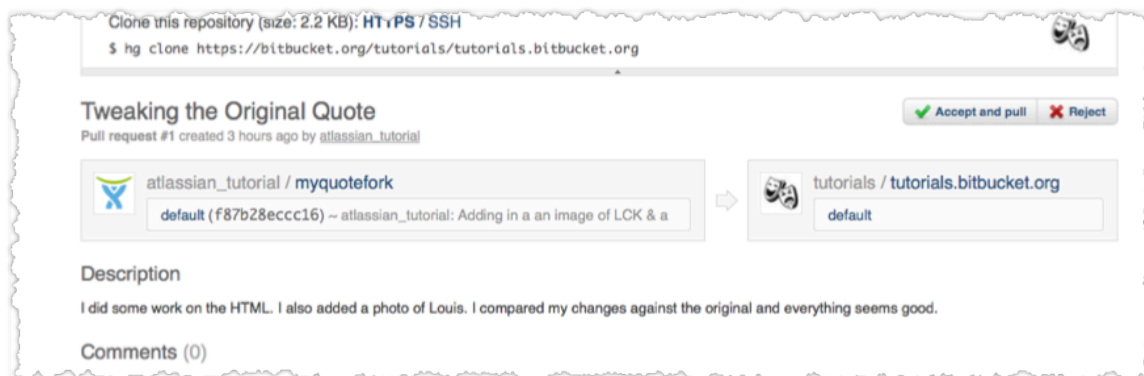 Clone this repository (size: 2.2 KB): HTTPS / SSH
$ hg clone https://bitbucket.org/tutorials/tutorials.bitbucket.org
Tweaking the Original Quote
Accept and pull
Reject
Pull request #1 created 3 hours ago by atlassian_tutorial
atlassian_tutorial / myquotefork
default (f87b28eccc16) ~ atlassian_tutorial: Adding in a an image of LCK & a
tutorials / tutorials.bitbucket.org
default
Description
I did some work on the HTML. I also added a photo of Louis. I compared my changes against the original and everything seems good.
Comments (0)